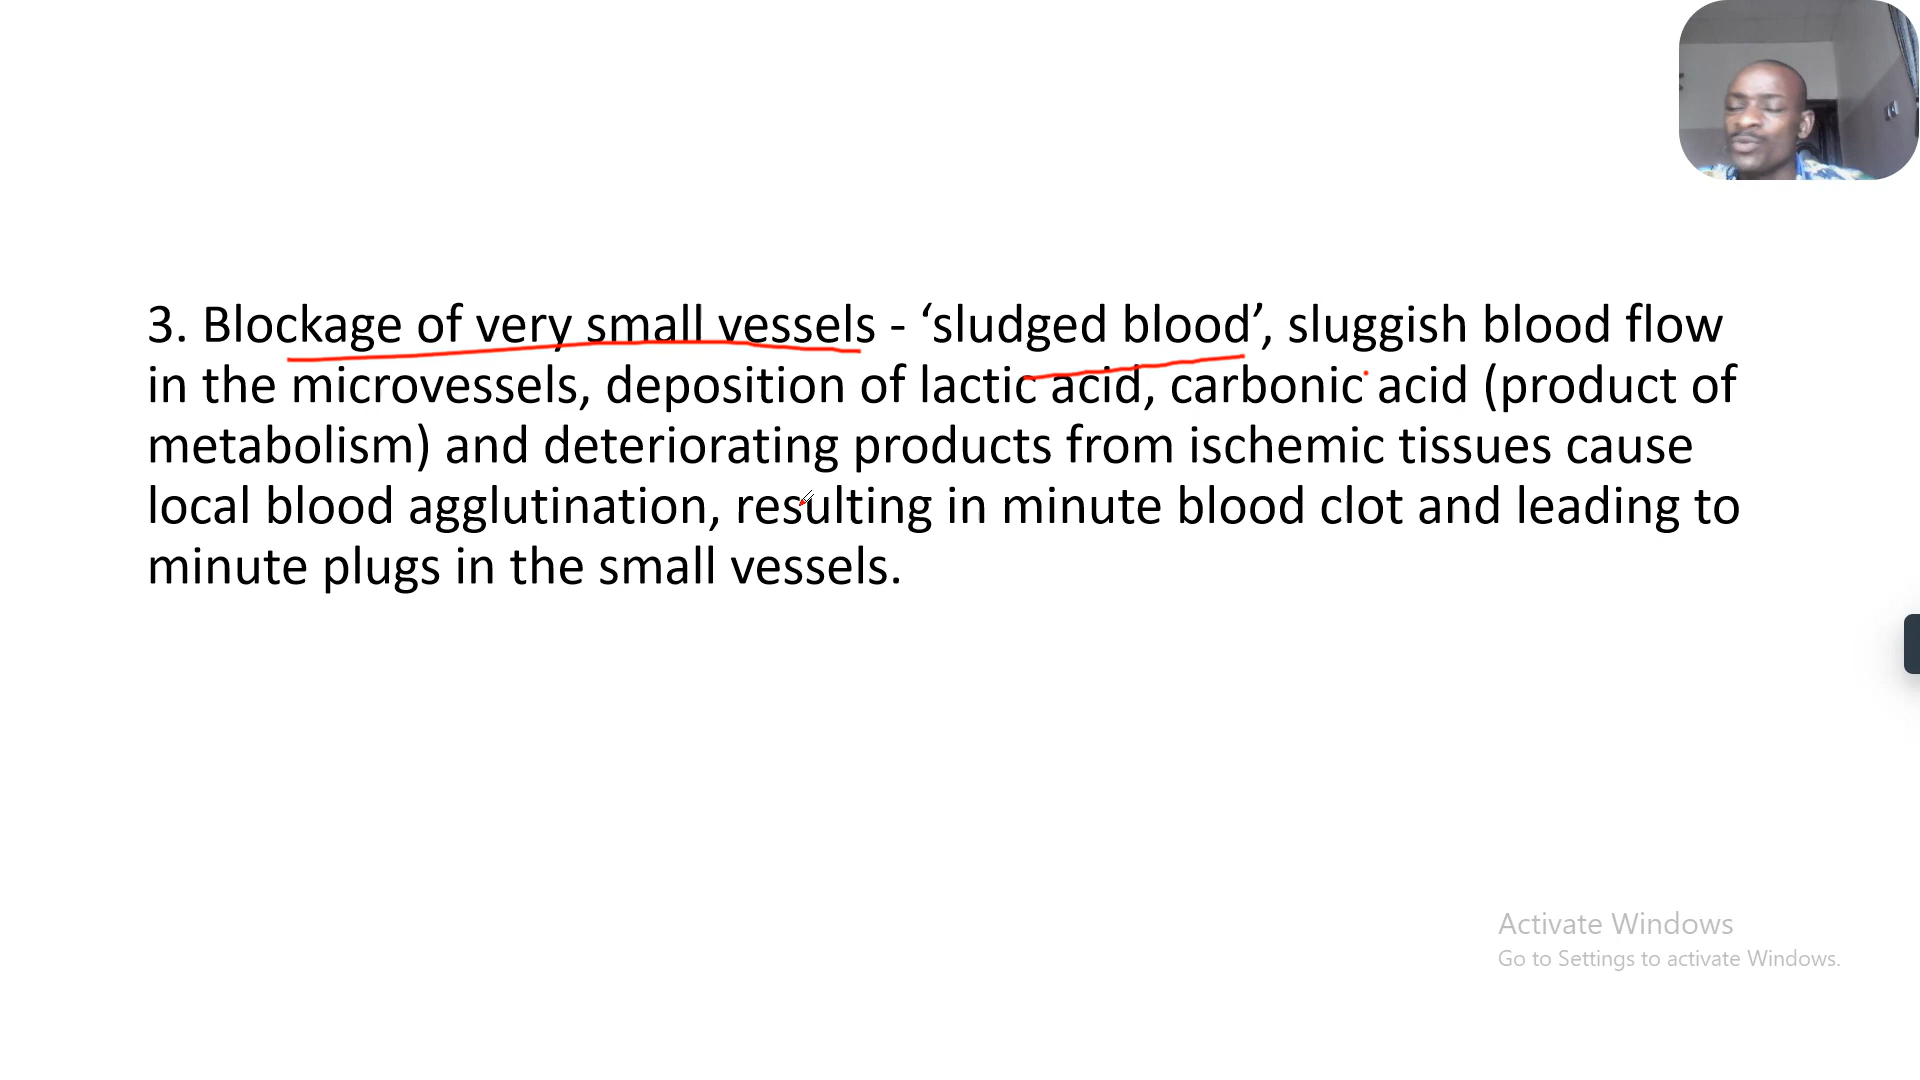 3. Blockage of very small vessels - ‘sludged blood’, sluggish blood flow
in the microvessels, deposition of lactic acid, carbonic acid (product of
metabolism) and deteriorating products from ischemic tissues cause
local blood agglutination, resulting in minute blood clot and leading to
minute plugs in the small vessels.
Activate Windows
Go to Settings to activate Windows.